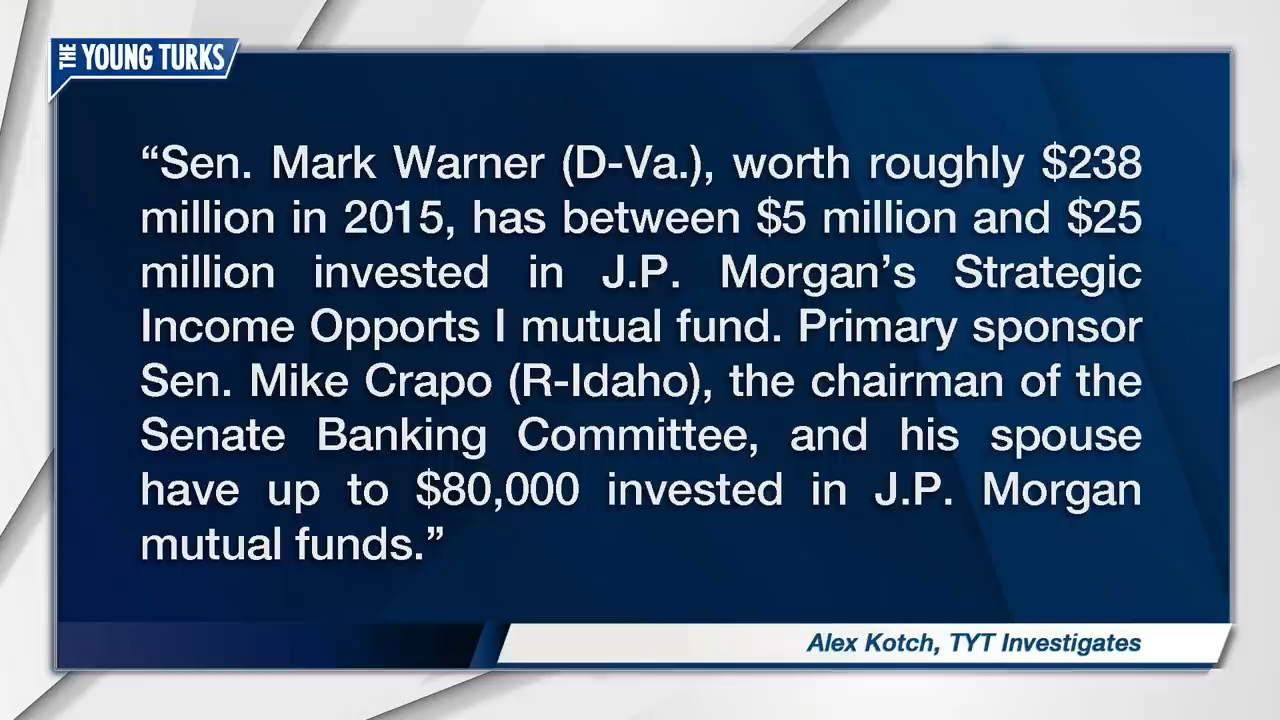 THE YOUNG TURKS
“Sen. Mark Warner (D-Va.), worth roughly $238
million in 2015, has between $5 million and $25
million invested in J.P. Morgan’s Strategic
Income Opports I mutual fund. Primary sponsor
Sen. Mike Crapo (R-Idaho), the chairman of the
Senate Banking Committee, and his spouse
have up to $80,000 invested in J.P. Morgan
mutual funds.”
Alex Kotch, TYT Investigates